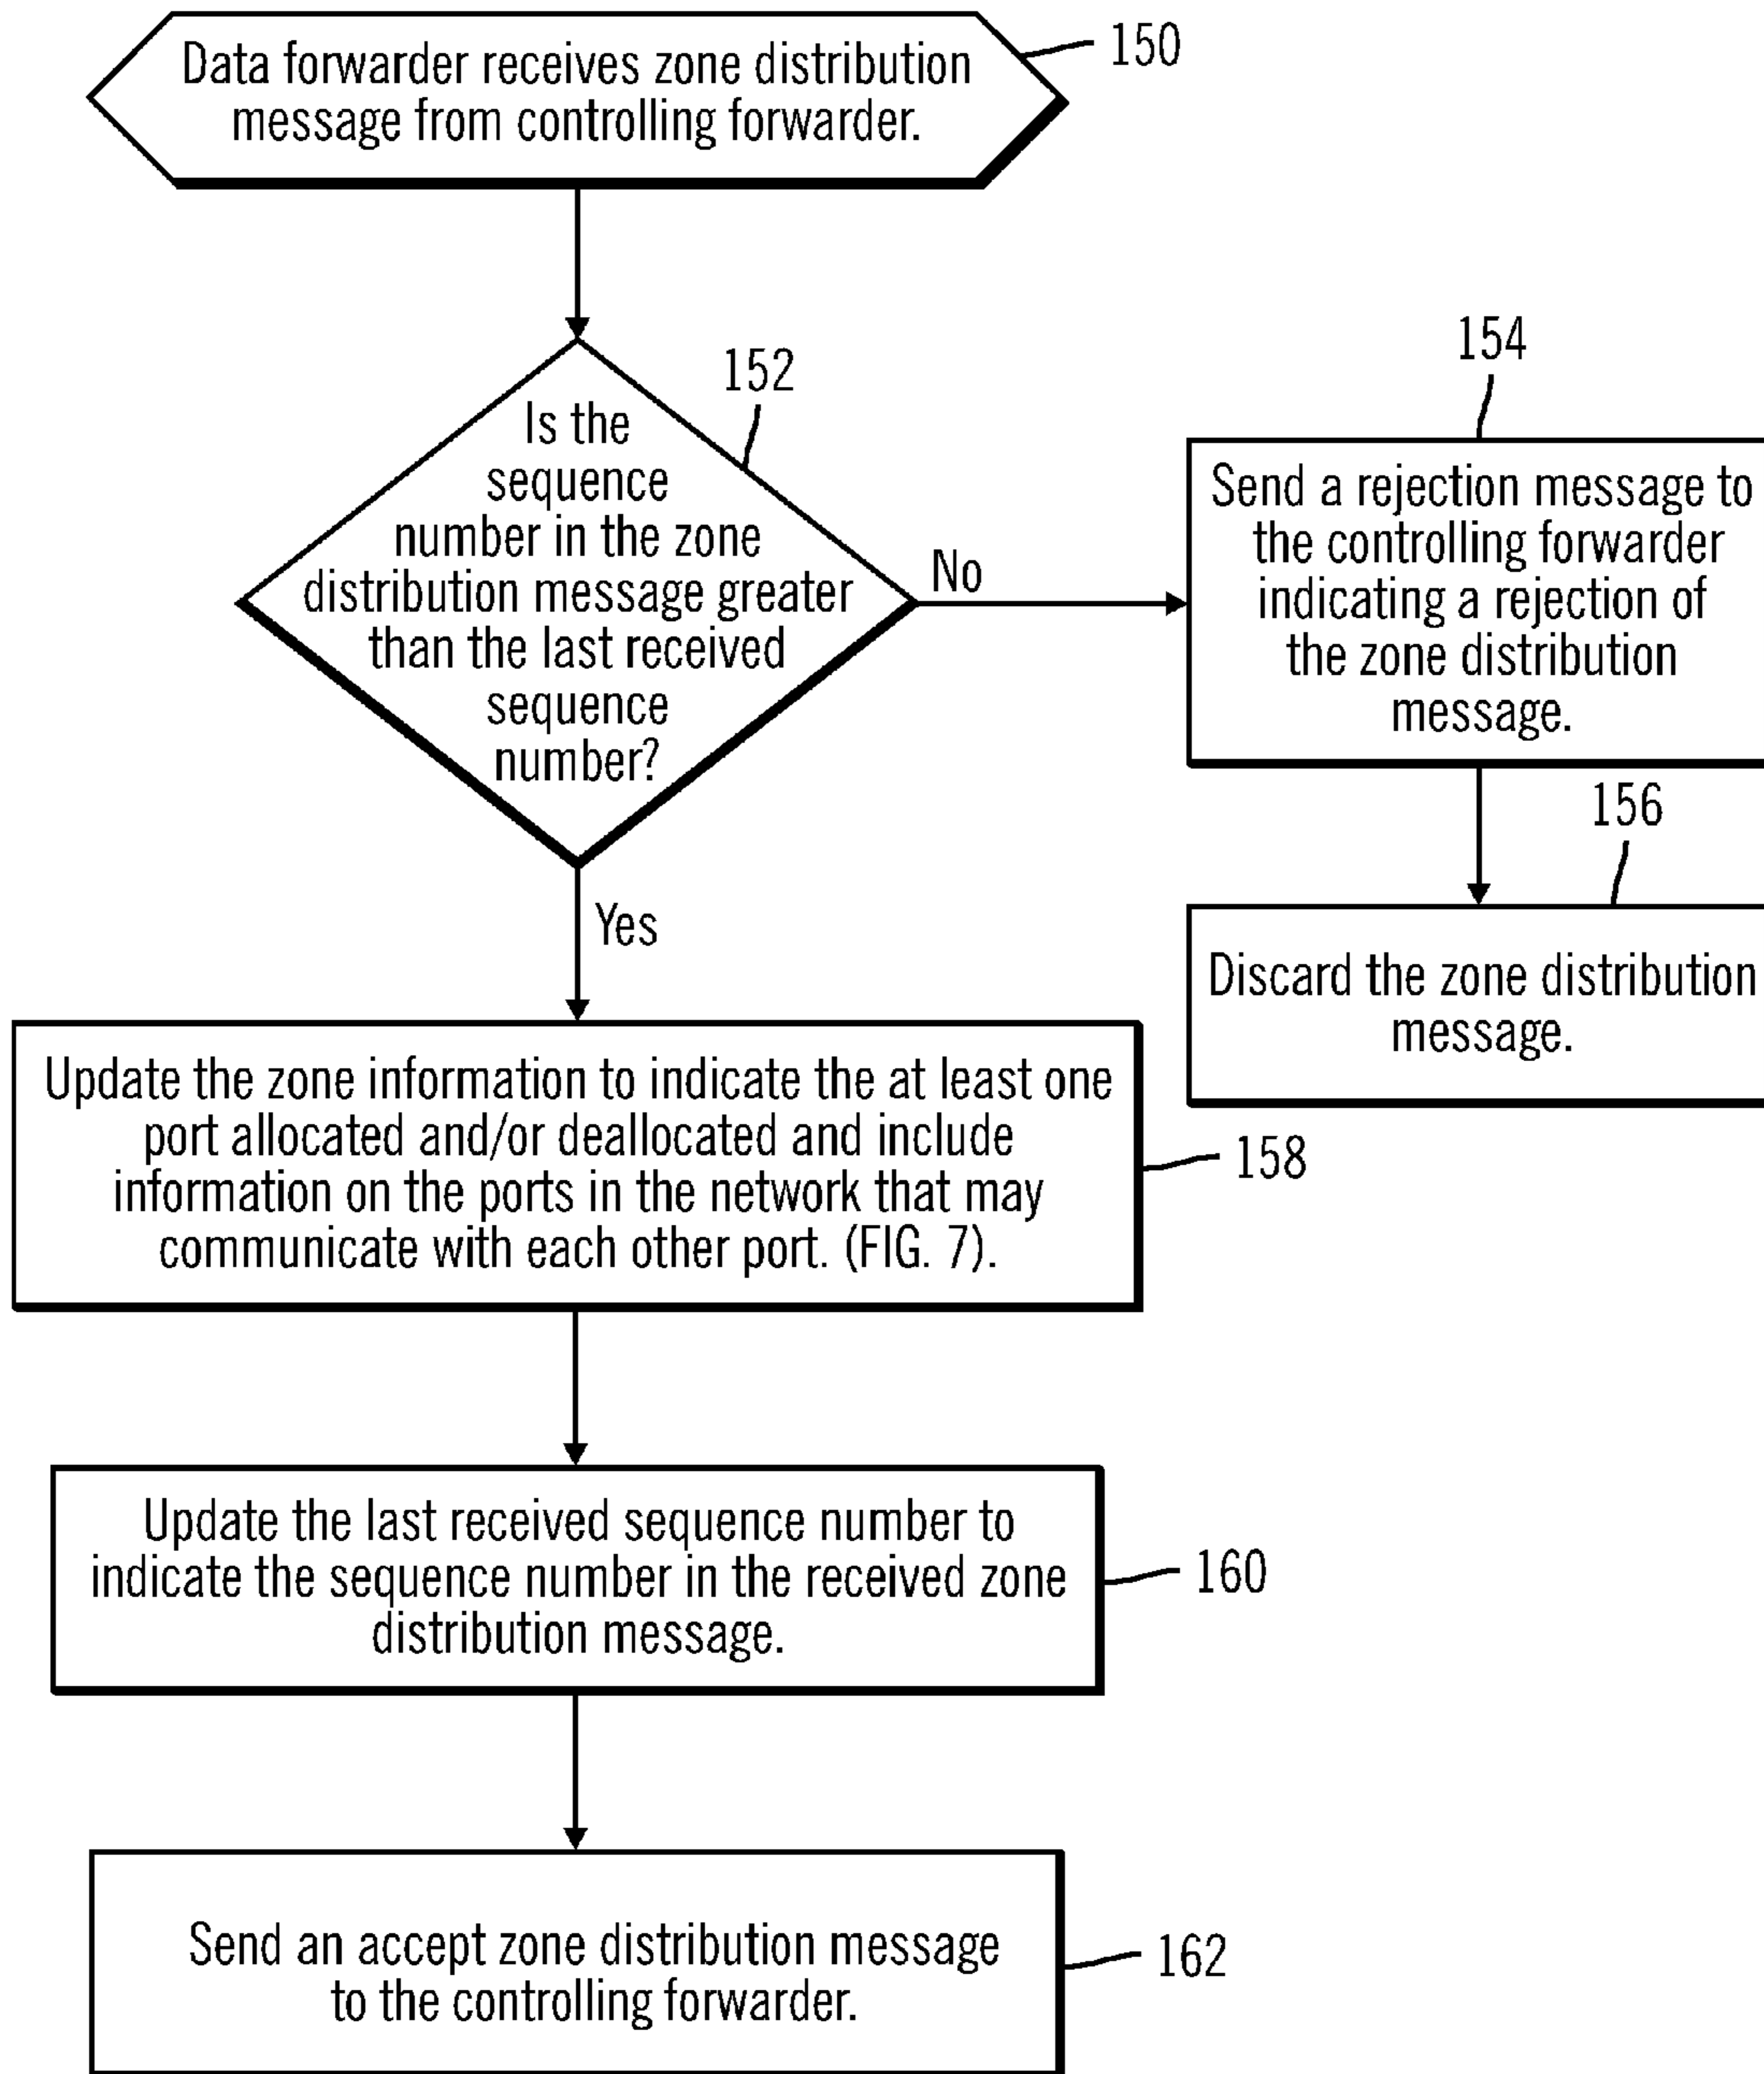 Data forwarder receives zone distribution
message from controlling forwarder.
150
Is the
sequence
number in the zone
distribution message greater
than the last received
sequence
number?
152
No
154
Send a rejection message to
the controlling forwarder
indicating a rejection of
the zone distribution
message.
156
Discard the zone distribution
message.
Yes
Update the zone information to indicate the at least one
port allocated and/or deallocated and include
information on the ports in the network that may
communicate with each other port. (FIG. 7).
158
Update the last received sequence number to
indicate the sequence number in the received zone
distribution message.
160
Send an accept zone distribution message
to the controlling forwarder.
162